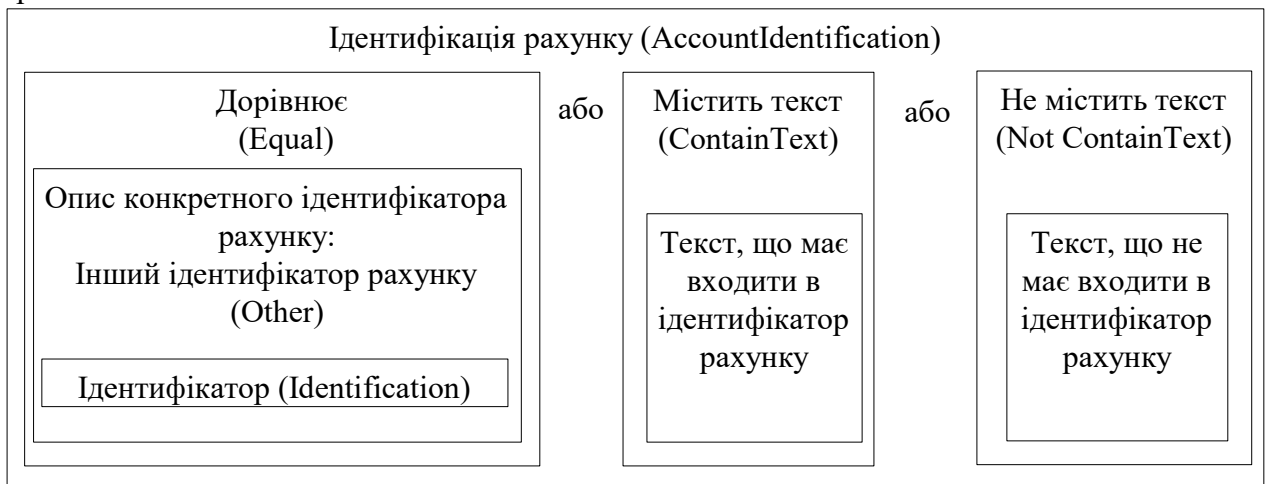 Ідентифікація рахунку (AccountIdentification)
Дорівнює
(Equal)
Опис конкретного ідентифікатора
рахунку:
Інший ідентифікатор рахунку
(Other)
Ідентифікатор (Identification)
або
Містить текст
(ContainText)
Текст, що має
входити в
ідентифікатор
рахунку
або
Не містить текст
(Not ContainText)
Текст, що не
має входити в
ідентифікатор
рахунку